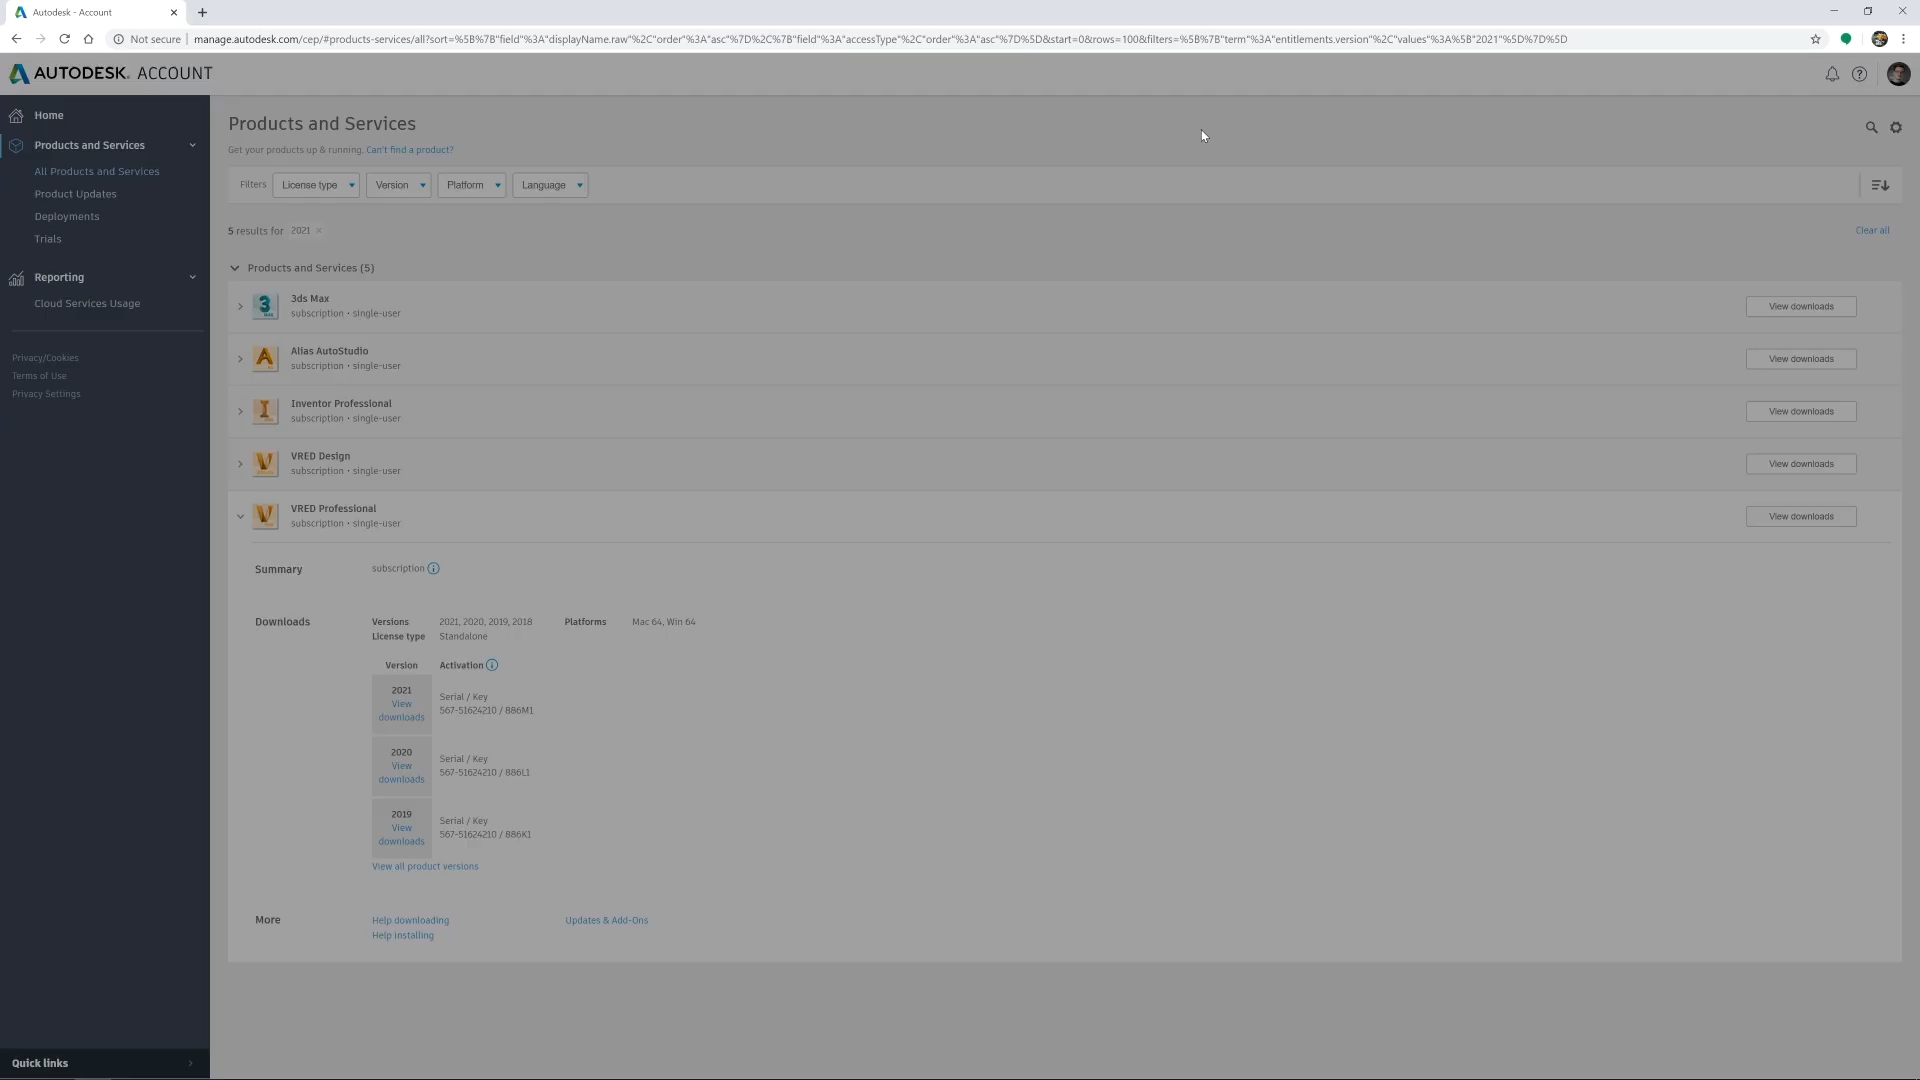 Autodesk - Account
Not secure
manage.autodesk.com/cep/#products-services/all?sort=%5B%7B"field"%3A"displayName.raw"%2C"order"%3A"asc"%7D%2C%7B"field"%3A"accessType"%2C"order"%3A"asc"%7D%5D&start=0&rows=100&filters=%5B%7B"term"%3A"entitlements.version"%2C"values"%3A%5B"2021"%5D%7D%5D
AUTODESK. ACCOUNT
Home
Products and Services
All Products and Services
Product Updates
Deployments
Trials
Reporting
Cloud Services Usage
Privacy/Cookies
Terms of Use
Privacy Settings
Quick links
Products and Services
Get your products up & running. Can't find a product?
Filters License type Version Platform Language
5 results for 2021 ×
Clear all
Products and Services (5)
3ds Max
subscription • single-user
View downloads
Alias AutoStudio
subscription • single-user
View downloads
Inventor Professional
subscription • single-user
View downloads
VRED Design
subscription • single-user
View downloads
VRED Professional
subscription • single-user
View downloads
Summary subscription
Downloads Versions 2021, 2020, 2019, 2018 Platforms Mac 64, Win 64
License type Standalone
Version Activation
2021
View downloads
Serial / Key
567-51624210 / 886M1
2020
View downloads
Serial / Key
567-51624210 / 886L1
2019
View downloads
Serial / Key
567-51624210 / 886K1
View all product versions
More Help downloading Updates & Add-Ons
Help installing